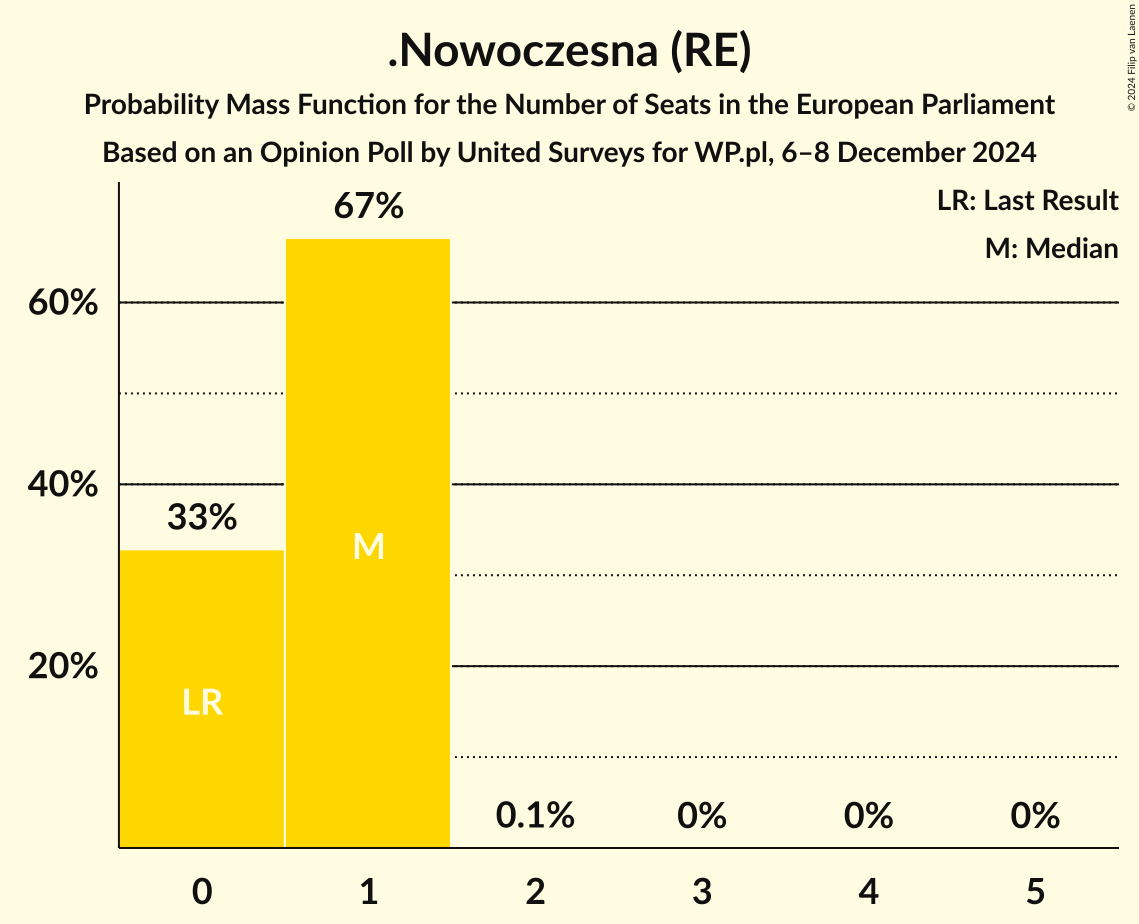 .Nowoczesna (RE)
Probability Mass Function for the Number of Seats in the European Parliament
Based on an Opinion Poll by United Surveys for WP.pl, 6–8 December 2024
© 2024 Filip van Laenen
LR: Last Result
M: Median
67%
60%
40%
33%
M
20%
LR
0.1%
0%
0%
0%
0
1
2
3
4
5